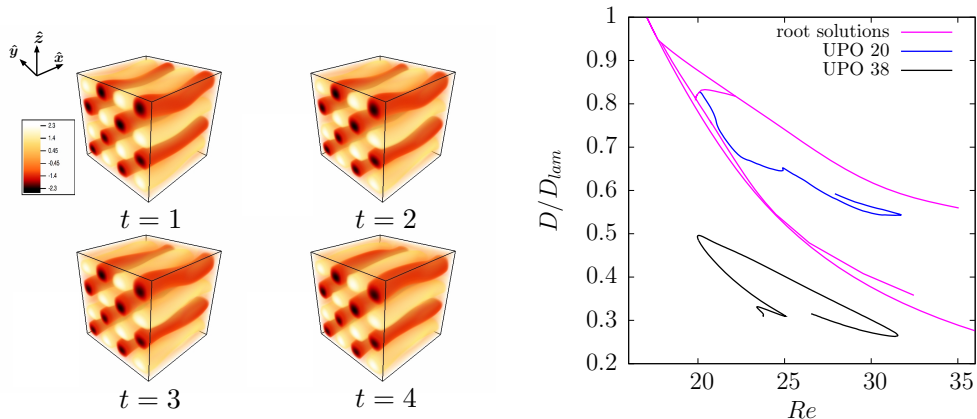 ẑ
ŷ
x̂
2.3
1.4
0.45
-0.45
-1.4
-2.3
t = 1
t = 2
t = 3
t = 4
1
0.9
0.8
0.7
0.6
0.5
0.4
0.3
0.2
D/D_lam
root solutions
UPO 20
UPO 38
20
25
30
35
Re